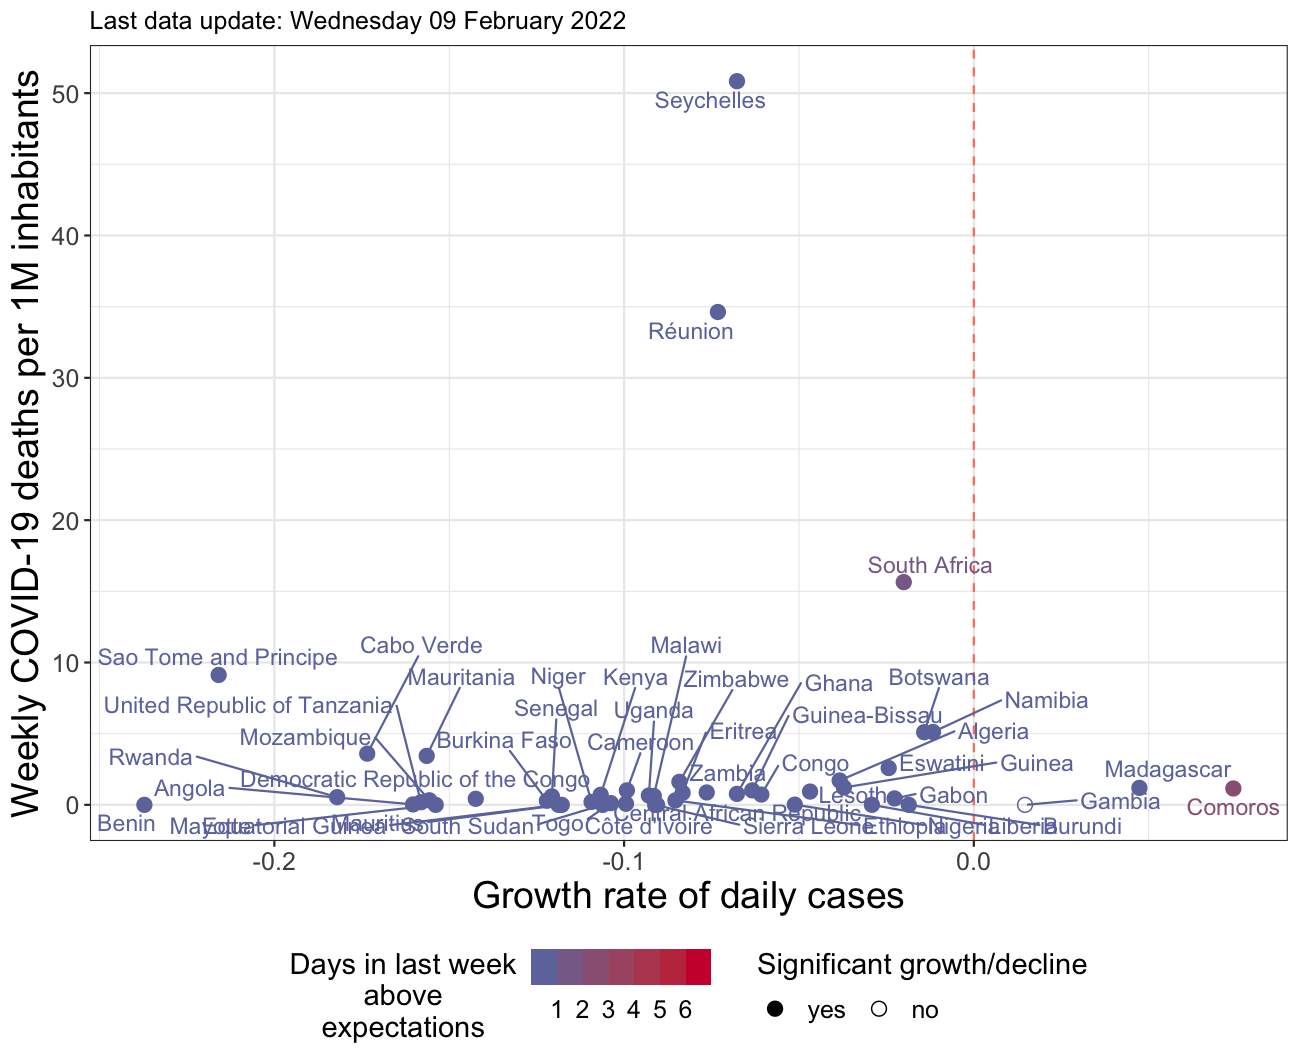 Last data update: Wednesday 09 February 2022
Weekly COVID-19 deaths per 1M inhabitants
50
40
30
20
10
0
Seychelles
Réunion
South Africa
Cabo Verde
Malawi
Sao Tome and Principe
Mauritania
Niger
Kenya
Zimbabwe
Ghana
Botswana
United Republic of Tanzania
Senegal
Uganda
Guinea-Bissau
Namibia
Mozambique
Burkina Faso
Cameroon
Eritrea
Algeria
Rwanda
Democratic Republic of the Congo
Zambia
Congo
Eswatini
Guinea
Madagascar
Angola
Lesotho
Gabon
Gambia
Comoros
Benin
Mayotte
Equatorial Guinea
Mauritius
South Sudan
Togo
Côte d'Ivoire
Central African Republic
Sierra Leone
Ethiopia
Nigeria
Liberia
Burundi
-0.2
-0.1
0.0
Growth rate of daily cases
Days in last week
above
expectations
1 2 3 4 5 6
Significant growth/decline
yes
no